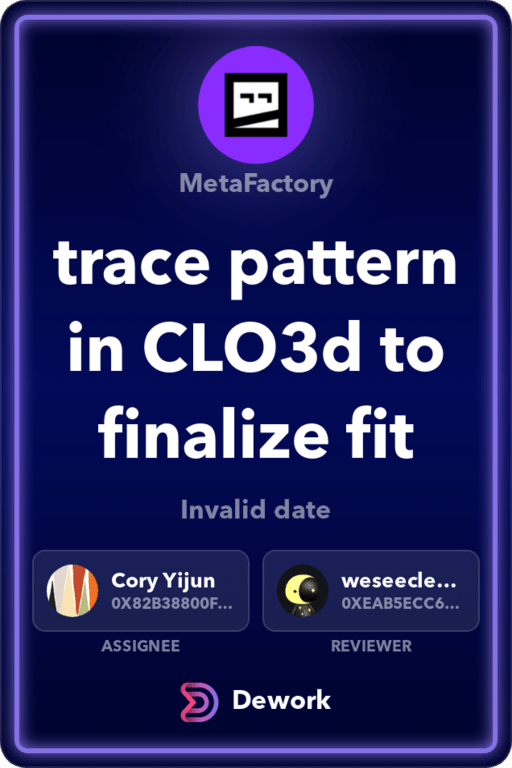 MetaFactory
trace pattern
in CLO3d to
finalize fit
Invalid date
Cory Yijun
0X82B38800F...
weseecle...
0XEAB5ECC6...
ASSIGNEE
REVIEWER
Dework